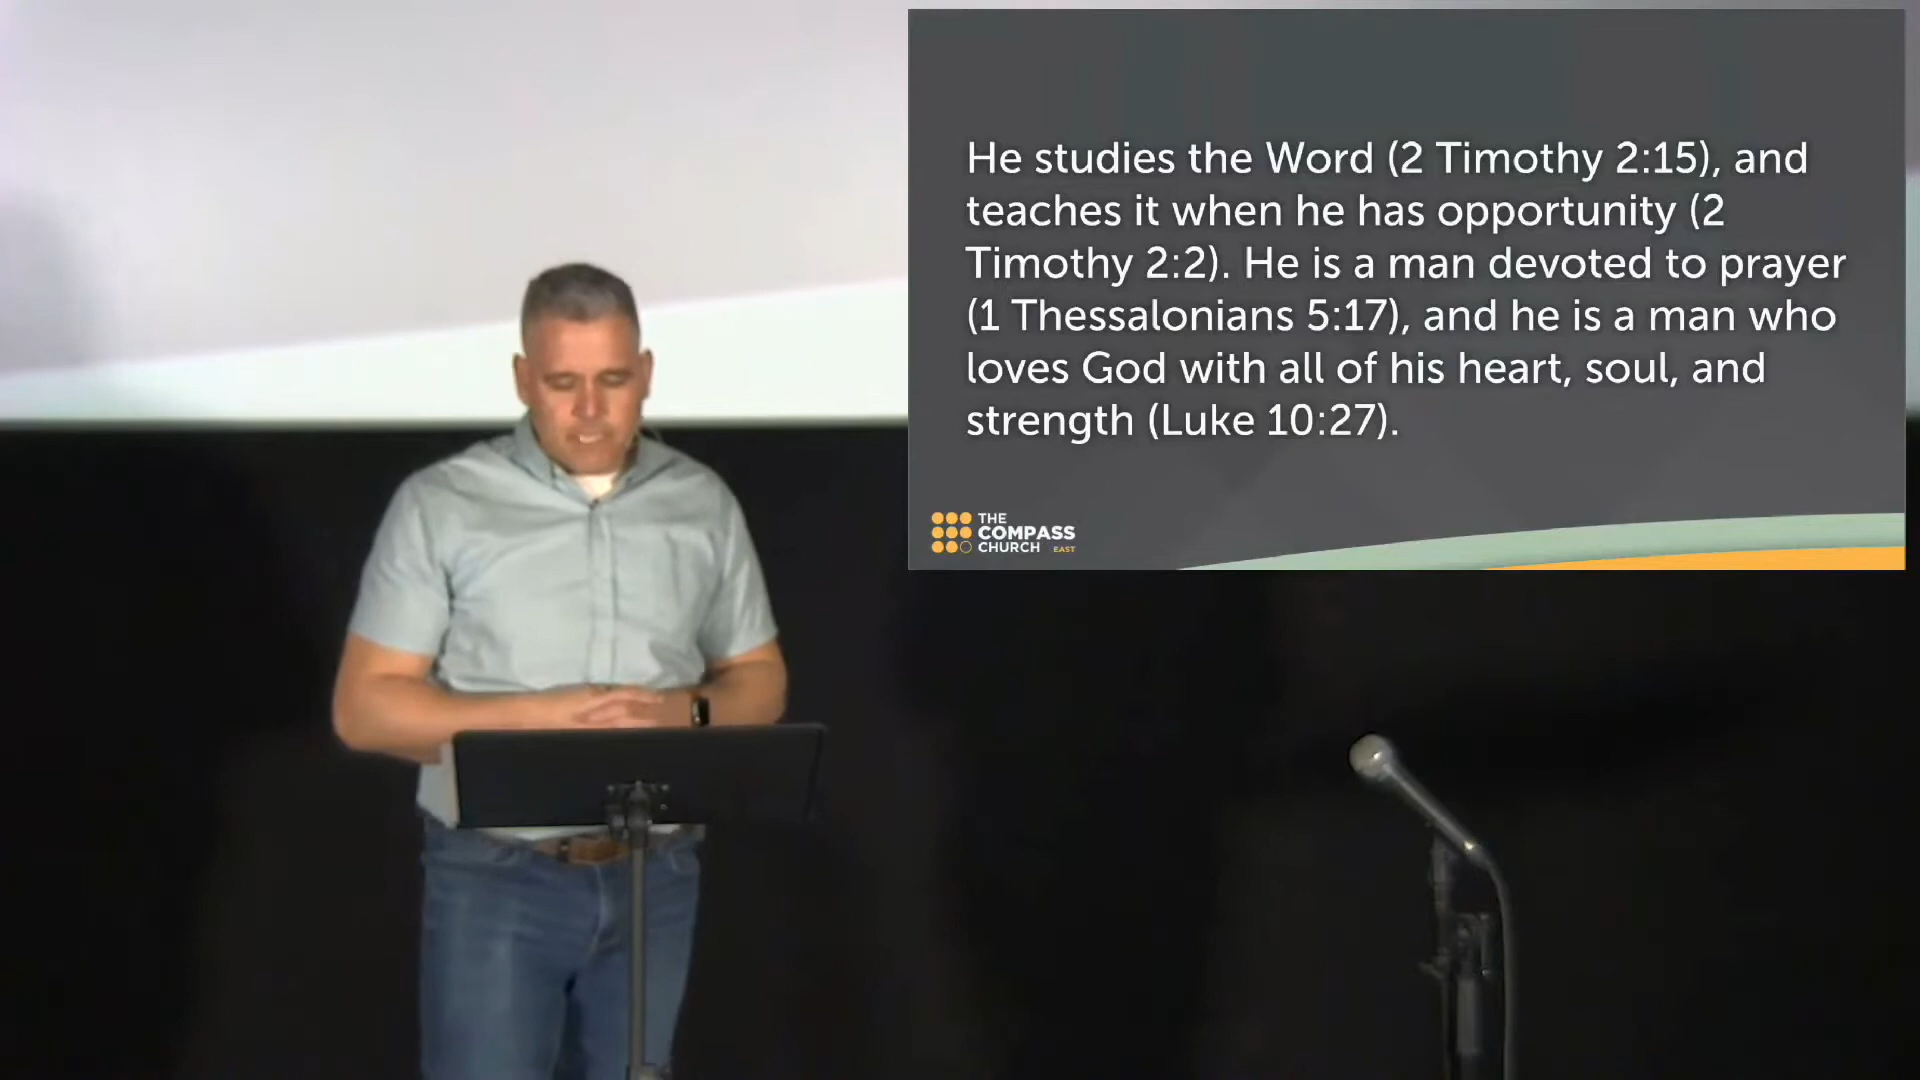 He studies the Word (2 Timothy 2:15), and
teaches it when he has opportunity (2
Timothy 2:2). He is a man devoted to prayer
(1 Thessalonians 5:17), and he is a man who
loves God with all of his heart, soul, and
strength (Luke 10:27).
THE
COMPASS
CHURCH EAST